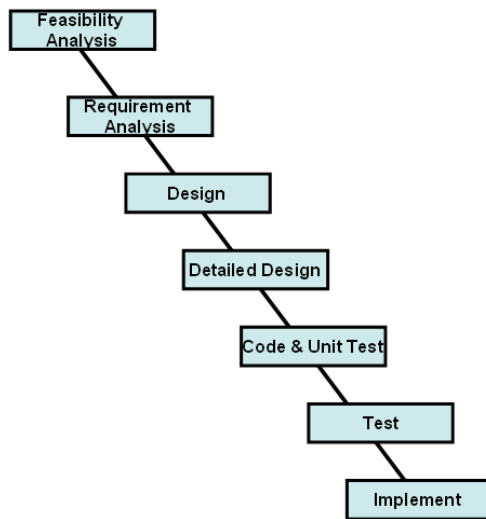 Feasibility
Analysis
Requirement
Analysis
Design
Detailed Design
Code & Unit Test
Test
Implement